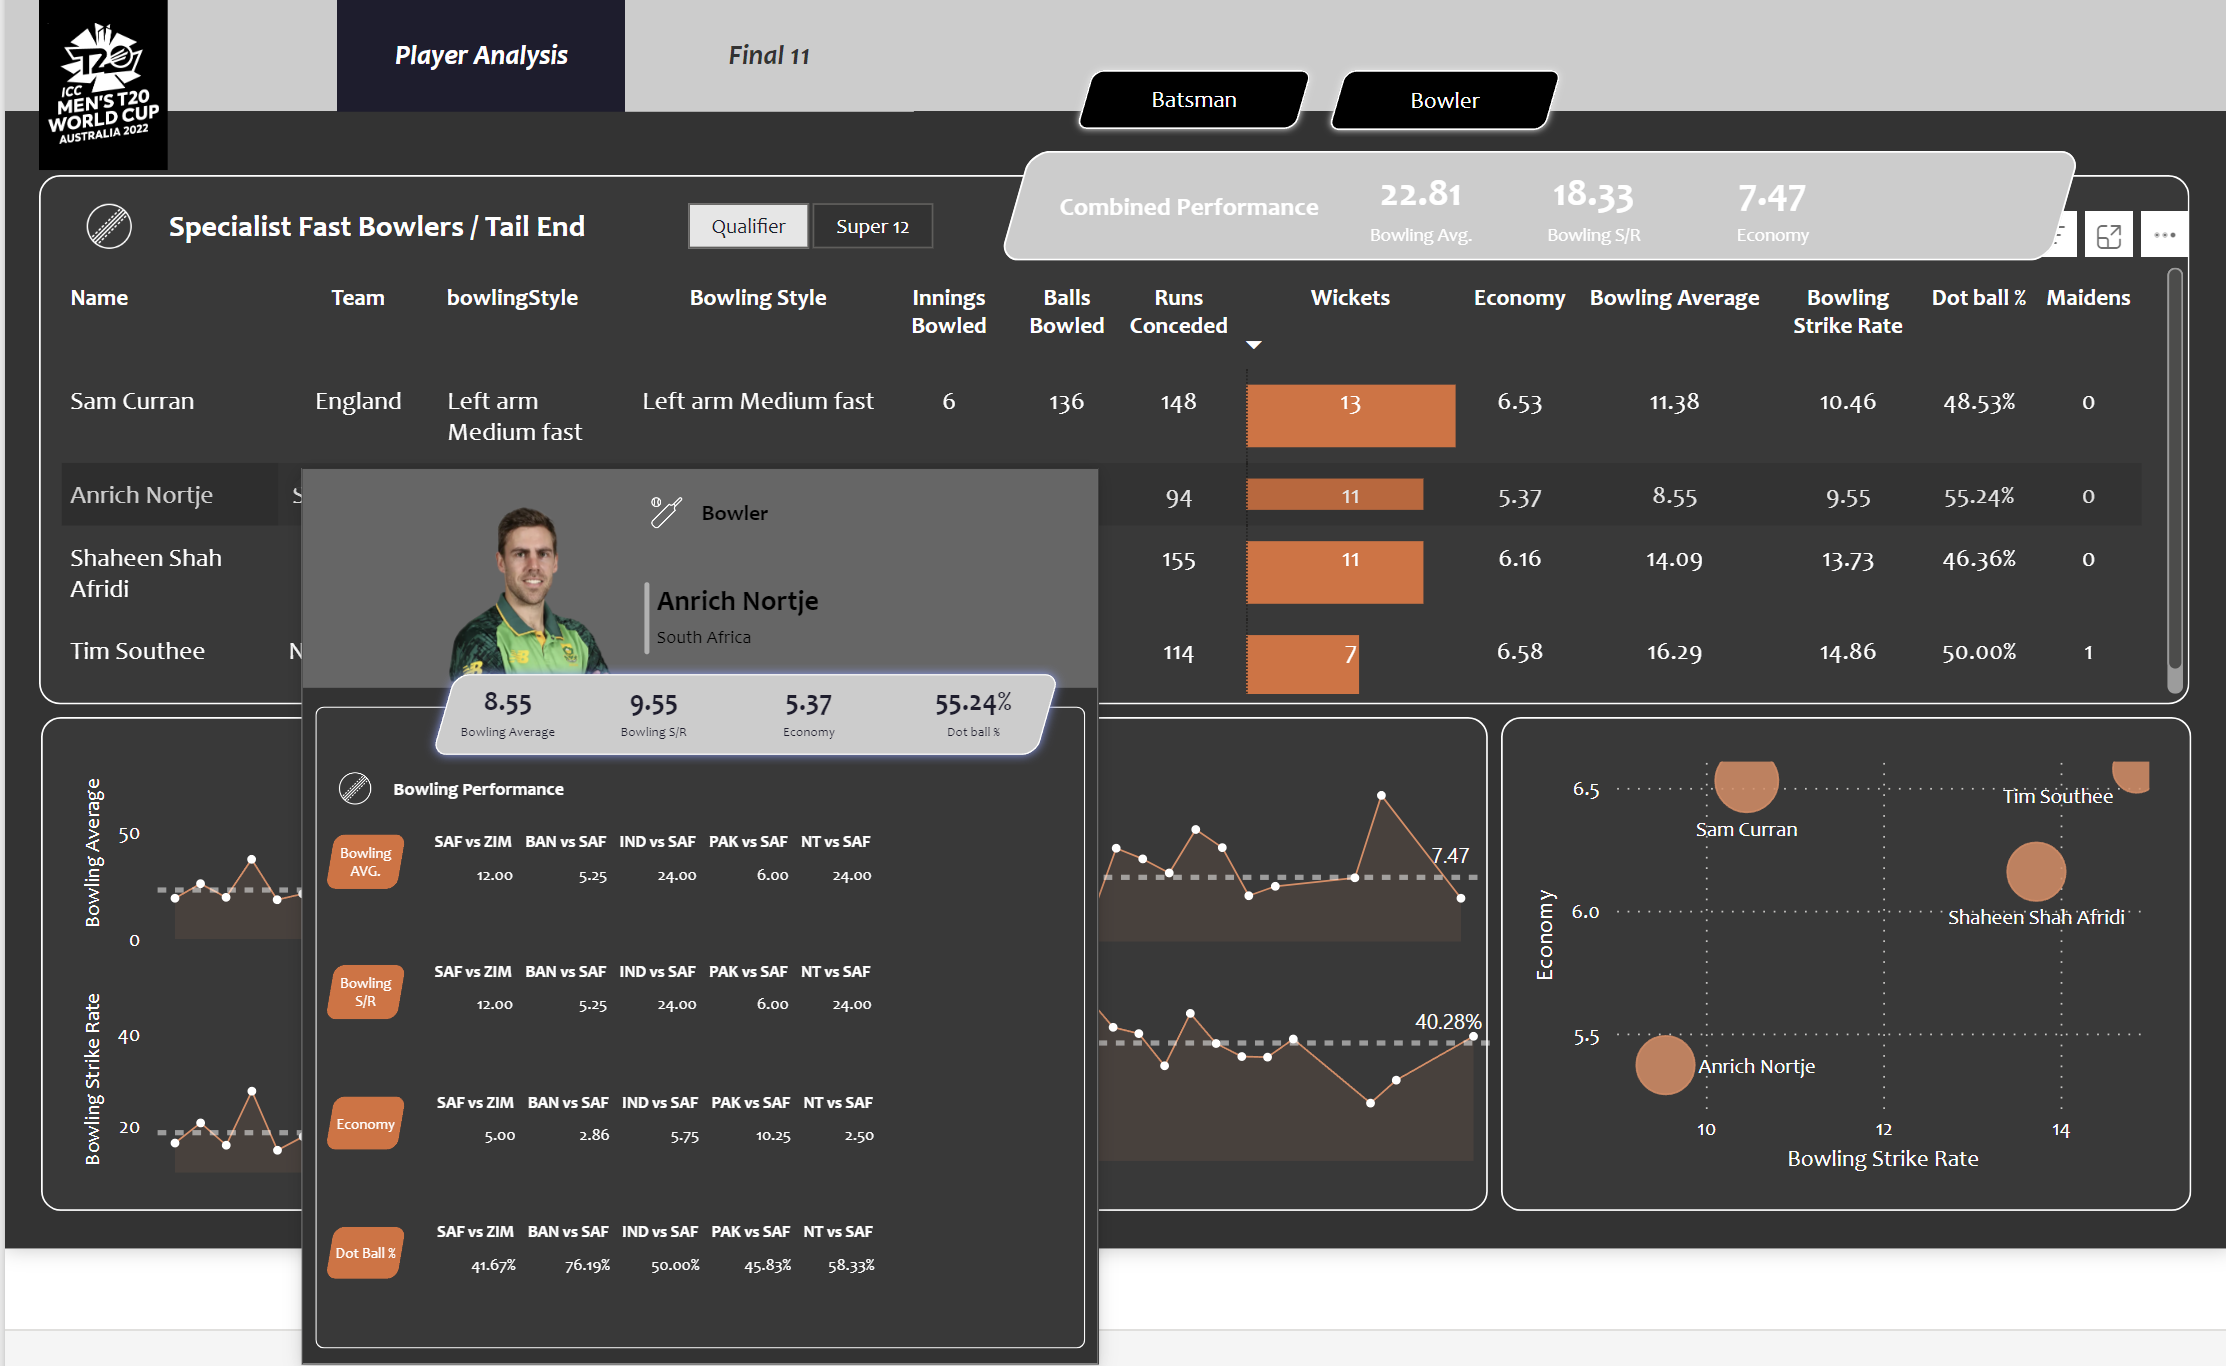 Player Analysis
Final 11
ICC
MEN'S T20
WORLD CUP
AUSTRALIA 2022
Batsman
Bowler
Combined Performance
22.81
18.33
7.47
Bowling Avg.
Bowling S/R
Economy
Specialist Fast Bowlers / Tail End
Qualifier
Super 12
Name
Team
bowlingStyle
Bowling Style
Innings
Bowled
Balls
Bowled
Runs
Conceded
Wickets
Economy
Bowling Average
Bowling
Strike Rate
Dot ball %
Maidens
Sam Curran
England
Left arm
Medium fast
Left arm Medium fast
6
136
148
13
6.53
11.38
10.46
48.53%
0
Anrich Nortje
S
94
11
5.37
8.55
9.55
55.24%
0
Shaheen Shah
Afridi
155
11
6.16
14.09
13.73
46.36%
0
Tim Southee
N
114
7
6.58
16.29
14.86
50.00%
1
Bowler
Anrich Nortje
South Africa
8.55
9.55
5.37
55.24%
Bowling Average
Bowling S/R
Economy
Dot ball %
Bowling Performance
Bowling
AVG.
SAF vs ZIM BAN vs SAF IND vs SAF PAK vs SAF NT vs SAF
12.00 5.25 24.00 6.00 24.00
Bowling
S/R
SAF vs ZIM BAN vs SAF IND vs SAF PAK vs SAF NT vs SAF
12.00 5.25 24.00 6.00 24.00
Economy
SAF vs ZIM BAN vs SAF IND vs SAF PAK vs SAF NT vs SAF
5.00 2.86 5.75 10.25 2.50
Dot Ball %
SAF vs ZIM BAN vs SAF IND vs SAF PAK vs SAF NT vs SAF
41.67% 76.19% 50.00% 45.83% 58.33%
Bowling Average
50
0
Bowling Strike Rate
40
20
7.47
40.28%
Economy
6.5
6.0
5.5
Tim Southee
Sam Curran
Shaheen Shah Afridi
Anrich Nortje
10
12
14
Bowling Strike Rate